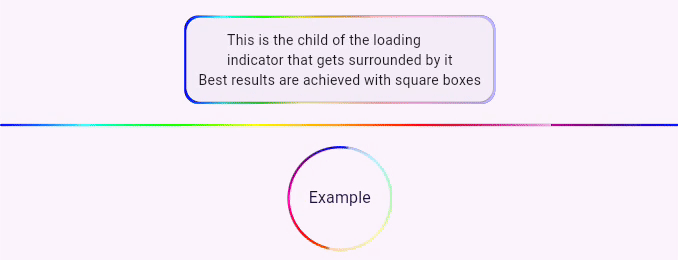 This is the child of the loading
indicator that gets surrounded by it
Best results are achieved with square boxes
Example